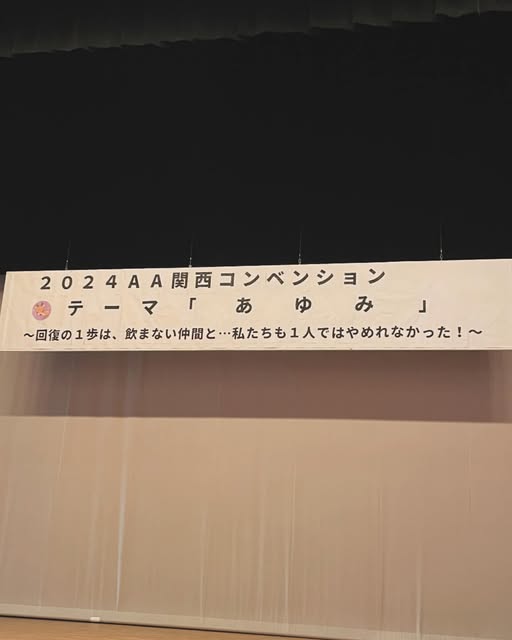 ２０２４ＡＡ関西コンベンション
テーマ「あゆみ」
～回復の１歩は、飲まない仲間と…私たちも１人ではやめれなかった！～